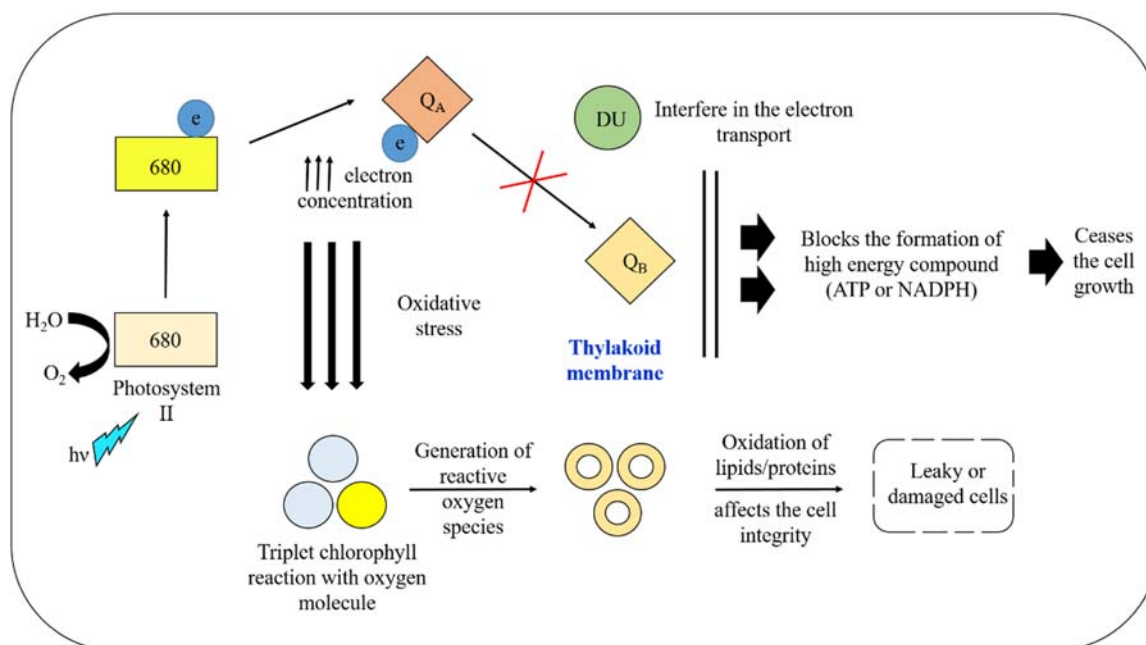 e
680
Q_A
e
electron
concentration
DU
Interfere in the electron
transport
Q_B
Blocks the formation of
high energy compound
(ATP or NADPH)
Ceases
the cell
growth
H₂O
O₂
680
Photosystem
II
hν
Oxidative
stress
Thylakoid
membrane
Triplet chlorophyll
reaction with oxygen
molecule
Generation of
reactive
oxygen
species
Oxidation of
lipids/proteins
affects the cell
integrity
Leaky or
damaged cells